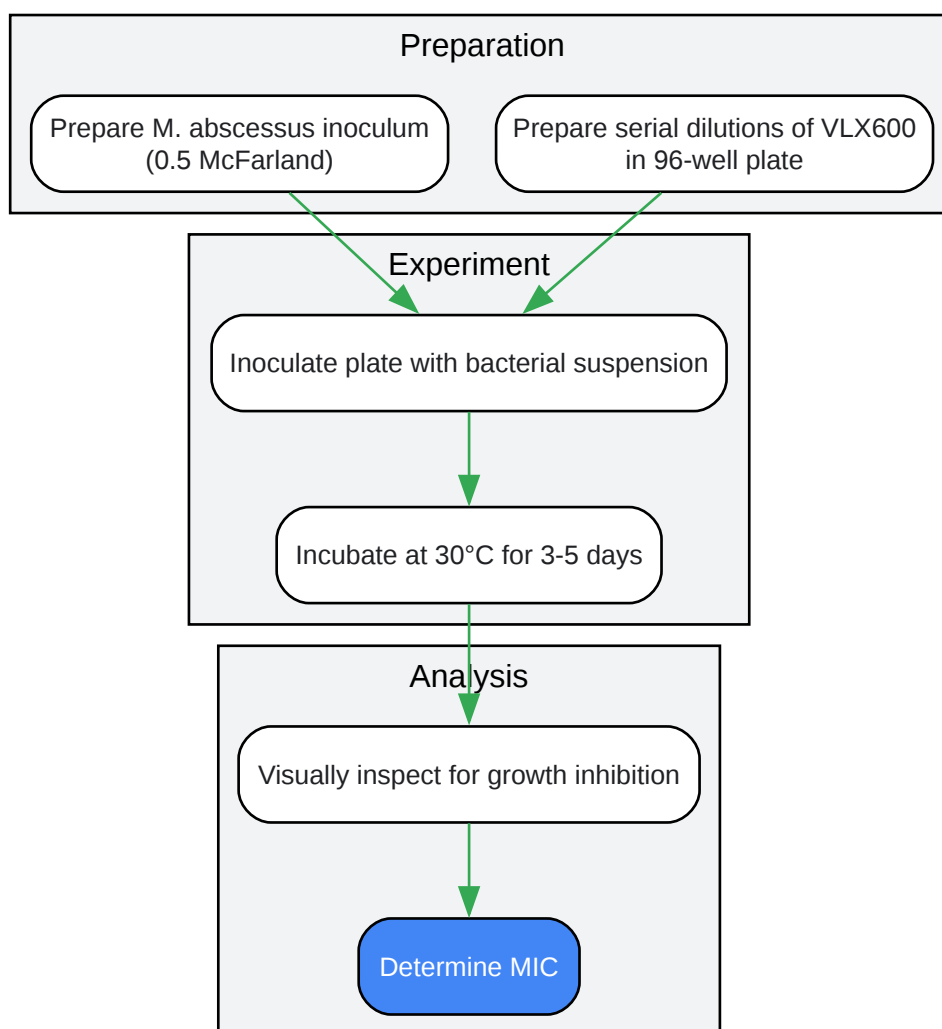 Preparation
Prepare M. abscessus inoculum
(0.5 McFarland)
Prepare serial dilutions of VLX600
in 96-well plate
Experiment
Inoculate plate with bacterial suspension
Incubate at 30°C for 3-5 days
Analysis
Visually inspect for growth inhibition
Determine MIC